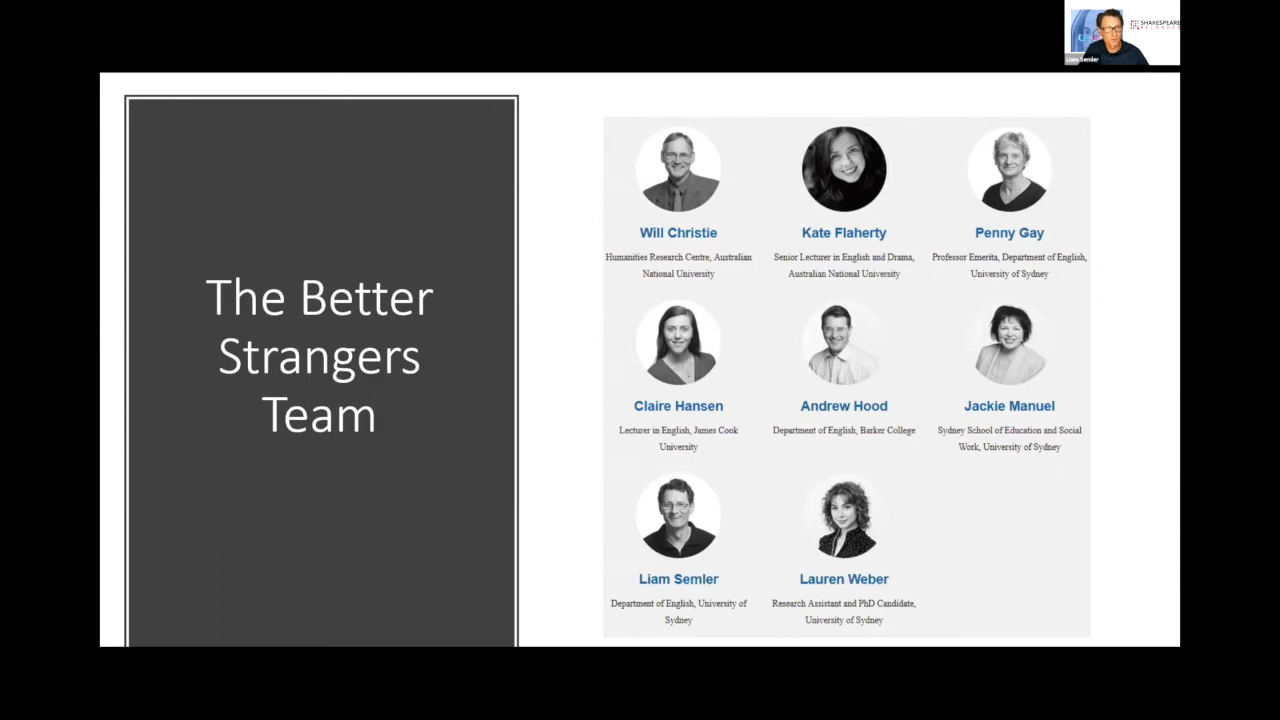 SHAKESPEARE
RELOADED
Liam Semler
The Better
Strangers
Team
Will Christie
Humanities Research Centre, Australian
National University
Kate Flaherty
Senior Lecturer in English and Drama,
Australian National University
Penny Gay
Professor Emerita, Department of English,
University of Sydney
Claire Hansen
Lecturer in English, James Cook
University
Andrew Hood
Department of English, Barker College
Jackie Manuel
Sydney School of Education and Social
Work, University of Sydney
Liam Semler
Department of English, University of
Sydney
Lauren Weber
Research Assistant and PhD Candidate,
University of Sydney